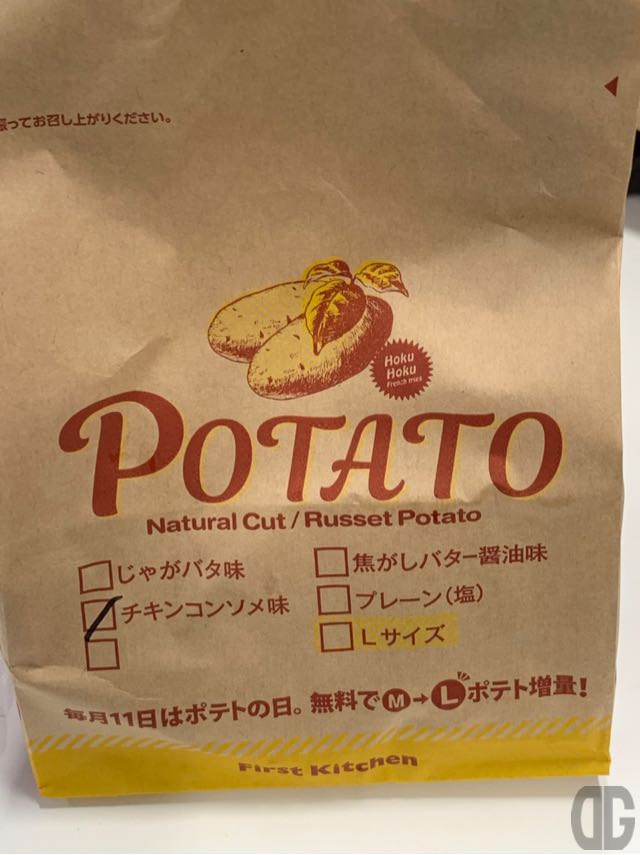 ってお召し上がりください。
Hoku
Hoku
French fries
POTATO
Natural Cut / Russet Potato
じゃがバタ味
チキンコンソメ味
焦がしバター醤油味
プレーン(塩)
Lサイズ
毎月11日はポテトの日。無料でM→Lポテト増量!
First Kitchen
DG